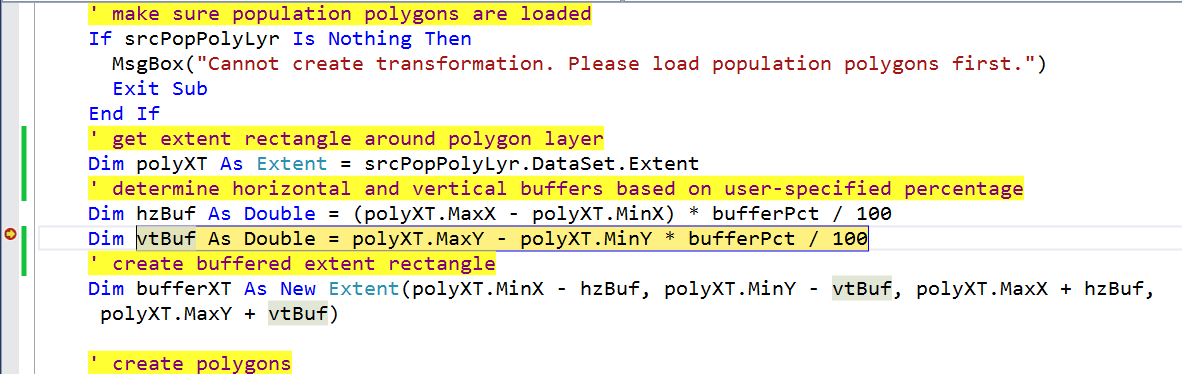 ' make sure population polygons are loaded
If srcPopPolyLyr Is Nothing Then
MsgBox("Cannot create transformation. Please load population polygons first.")
Exit Sub
End If
' get extent rectangle around polygon layer
Dim polyXT As Extent = srcPopPolyLyr.DataSet.Extent
' determine horizontal and vertical buffers based on user-specified percentage
Dim hzBuf As Double = (polyXT.MaxX - polyXT.MinX) * bufferPct / 100
Dim vtBuf As Double = polyXT.MaxY - polyXT.MinY * bufferPct / 100
' create buffered extent rectangle
Dim bufferXT As New Extent(polyXT.MinX - hzBuf, polyXT.MinY - vtBuf, polyXT.MaxX + hzBuf,
polyXT.MaxY + vtBuf)
' create polygons